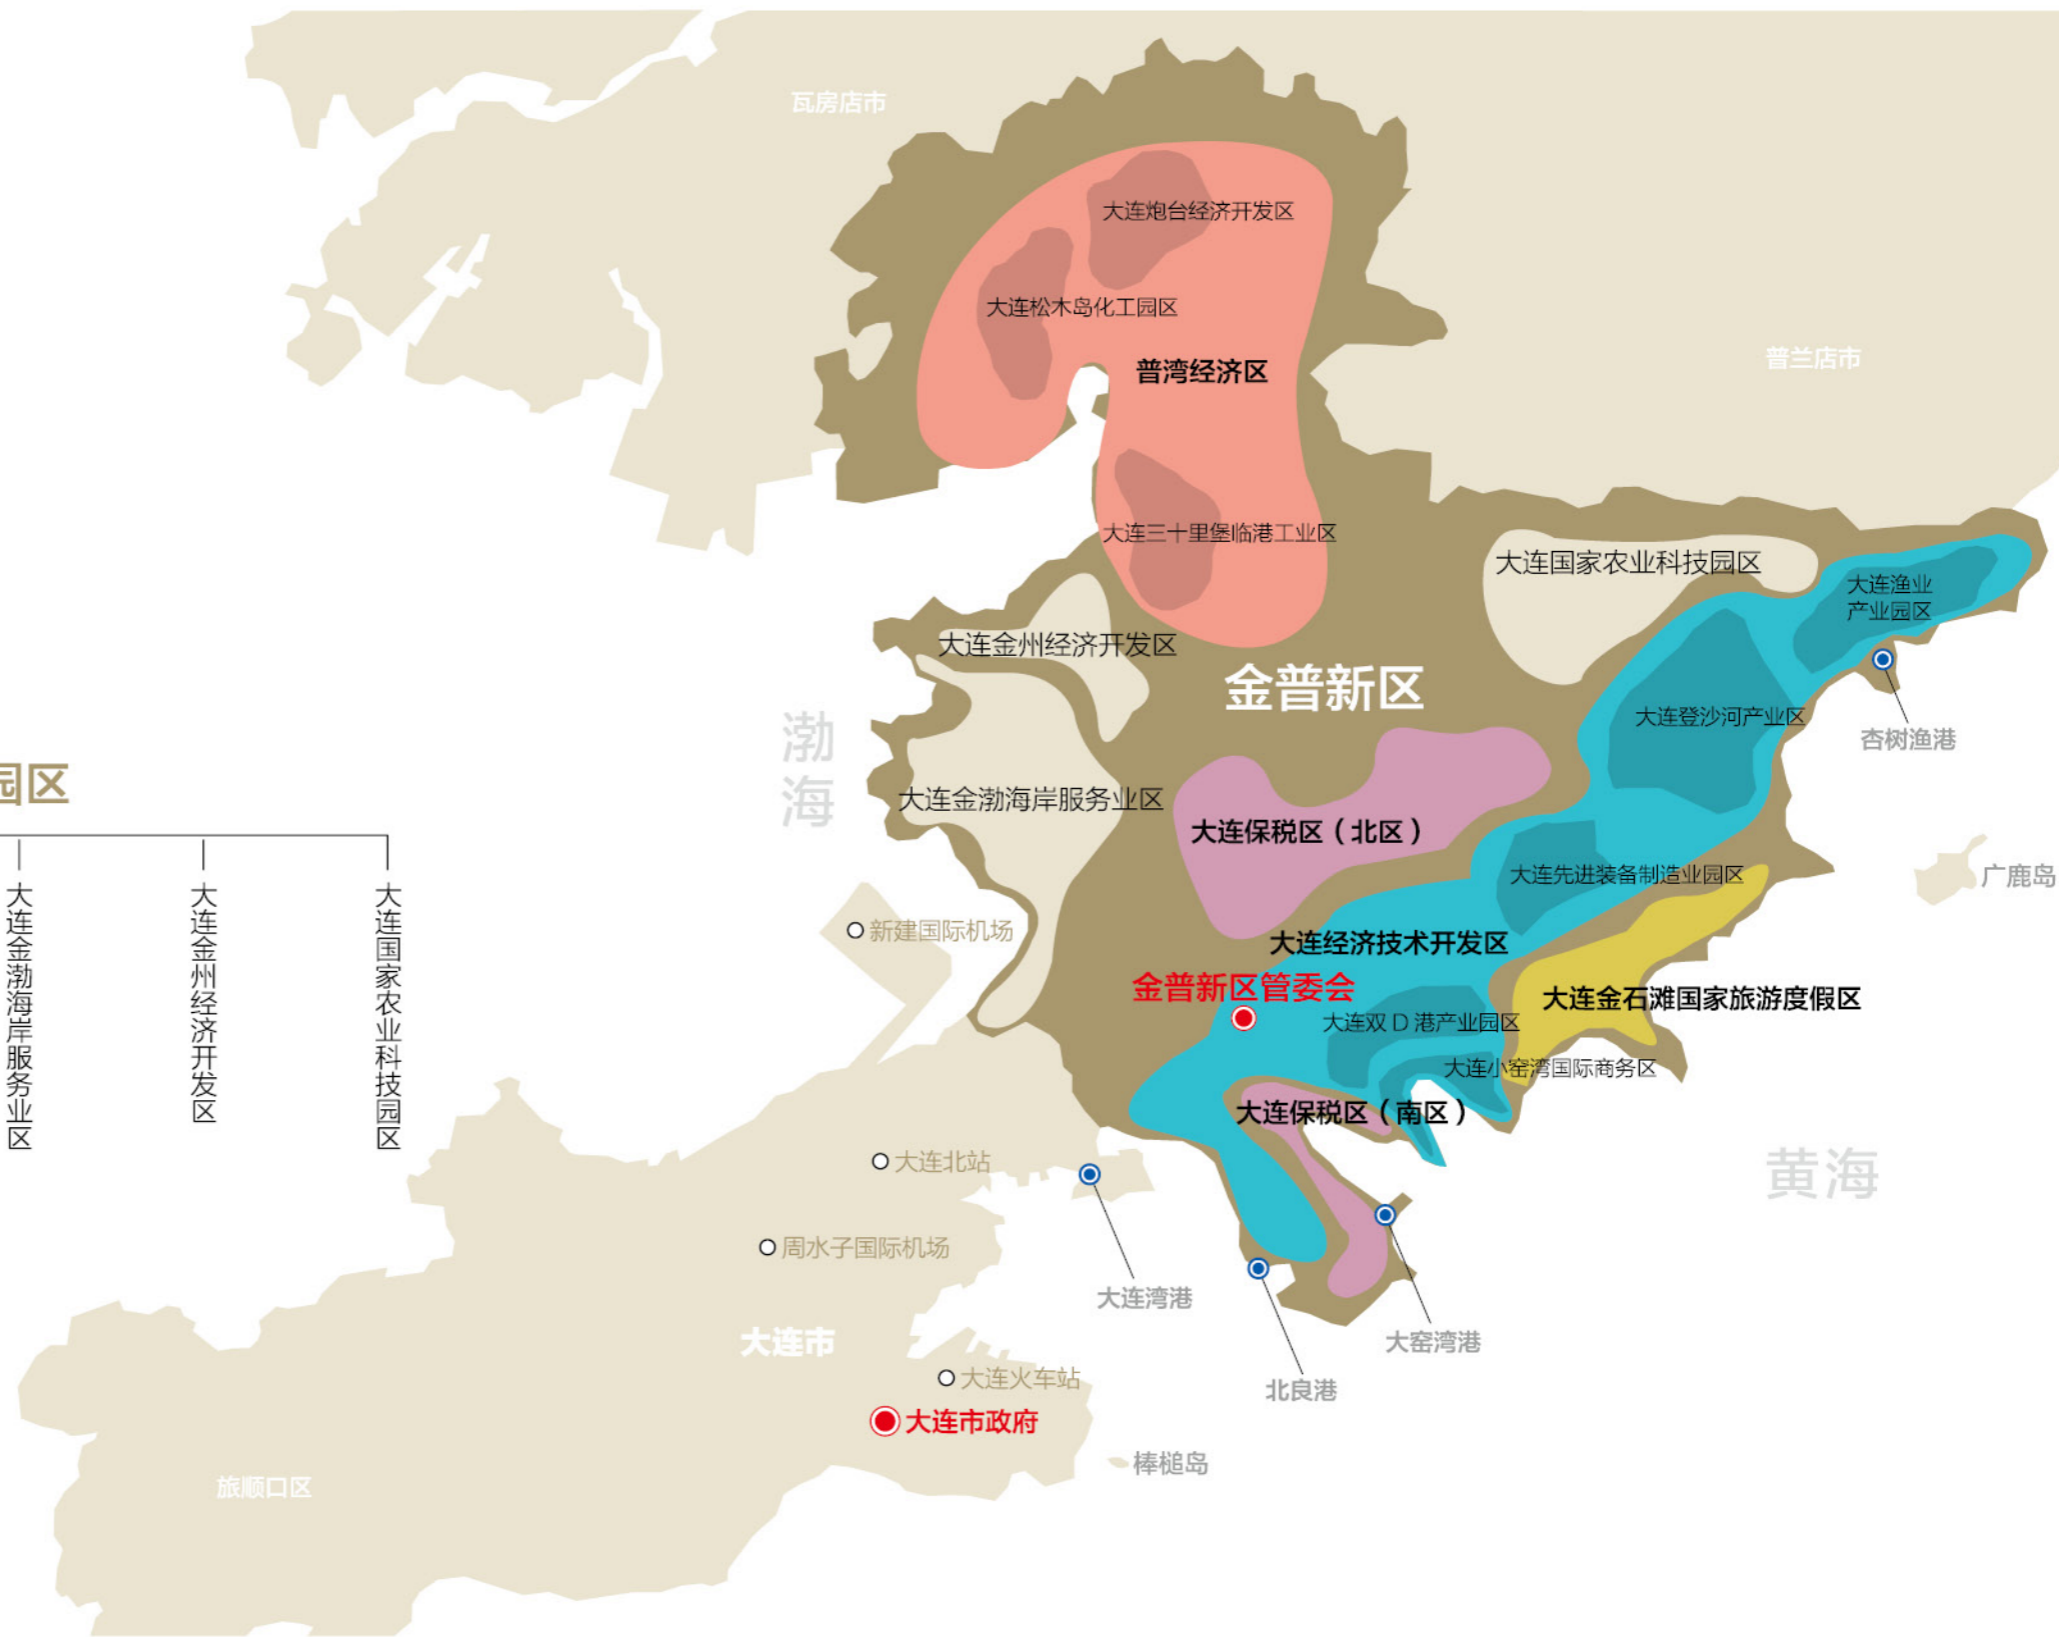 瓦房店市
大连炮台经济开发区
大连松木岛化工园区
普湾经济区
普兰店市
大连三十里堡临港工业区
大连国家农业科技园区
大连渔业
产业园区
大连金州经济开发区
金普新区
大连登沙河产业区
杏树渔港
渤
海
园区
大连金渤海岸服务业区
大连保税区（北区）
大连先进装备制造业园区
广鹿岛
大连金渤海岸服务业区
大连金州经济开发区
大连国家农业科技园区
新建国际机场
大连经济技术开发区
金普新区管委会
大连金石滩国家旅游度假区
大连双D港产业园区
大连小窑湾国际商务区
大连保税区（南区）
大连北站
黄海
周水子国际机场
大连湾港
大连市
大窑湾港
大连火车站
北良港
大连市政府
棒槌岛
旅顺口区